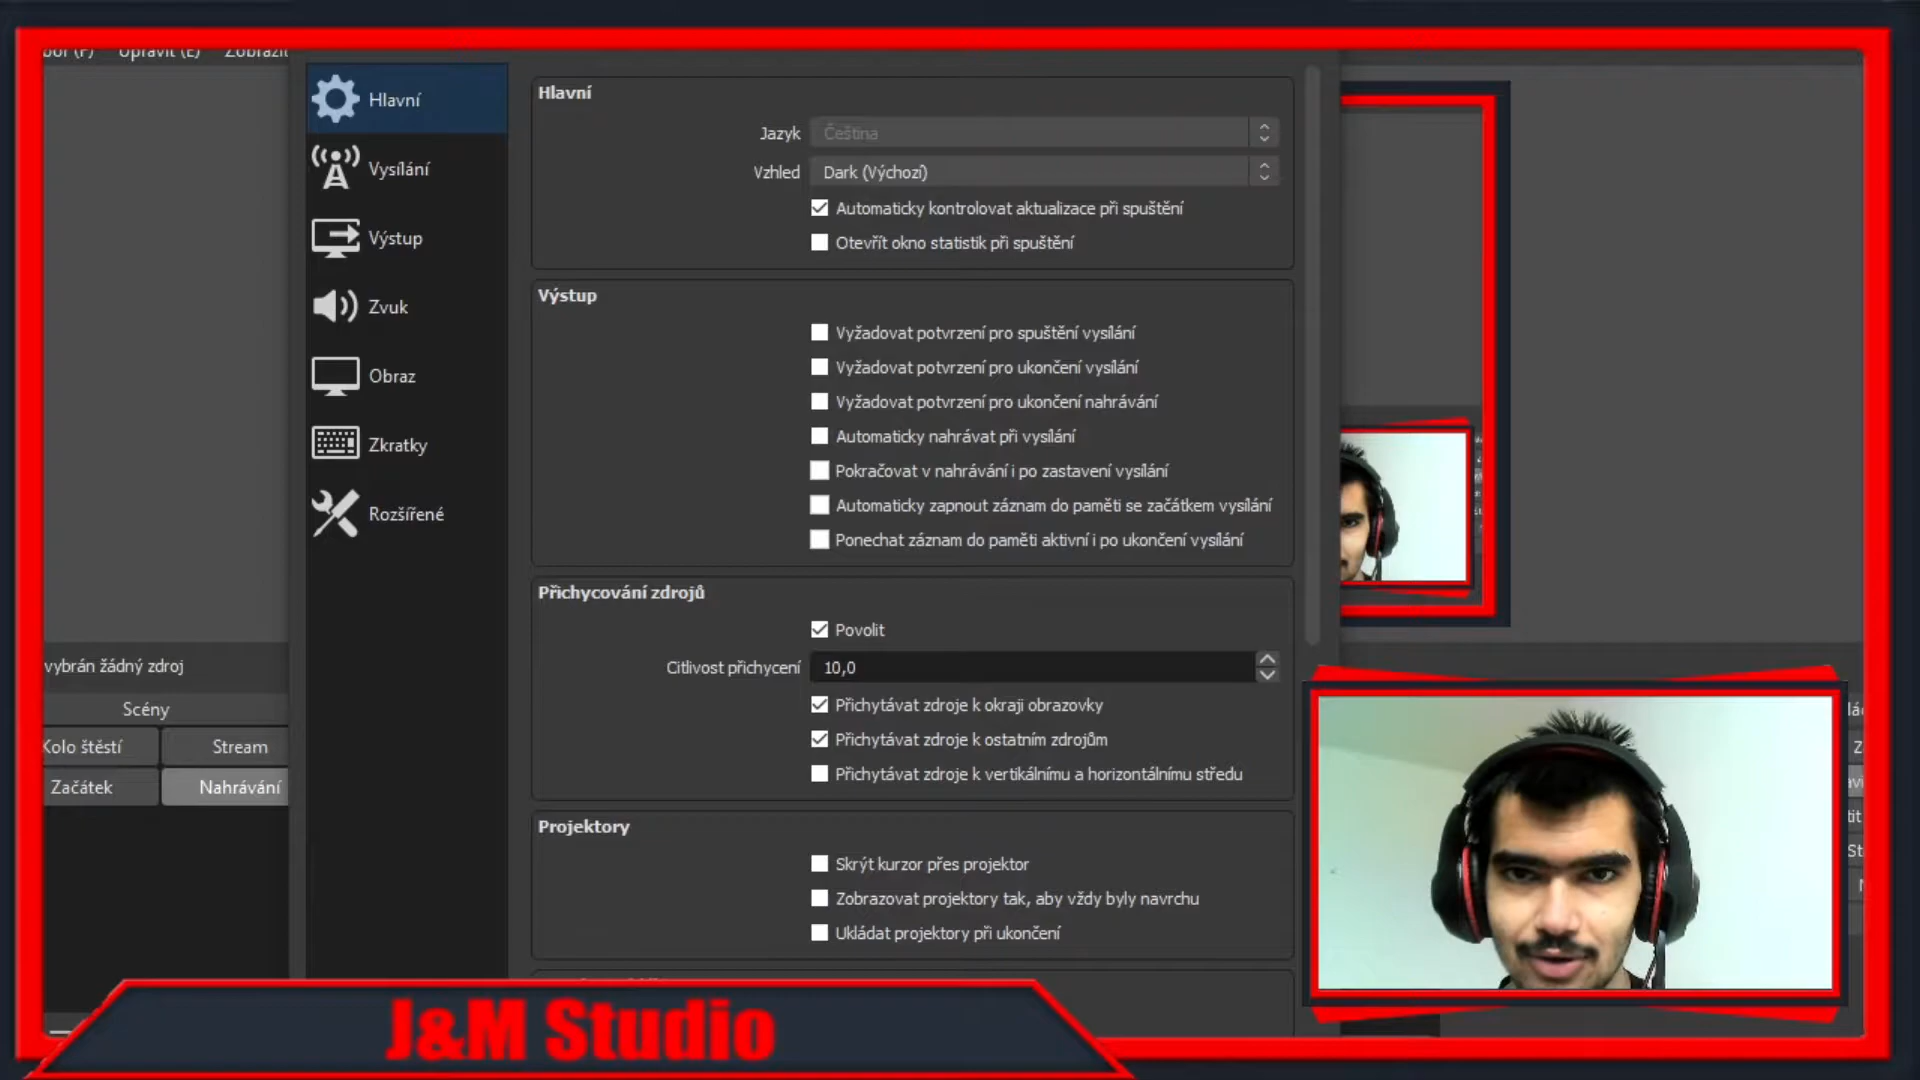 Upravit (E)
Hlavní
Vysílání
Výstup
Zvuk
Obraz
Zkratky
Rozšířené
Hlavní
Jazyk Čeština
Vzhled Dark (Výchozí)
Automaticky kontrolovat aktualizace při spuštění
Otevřít okno statistik při spuštění
Výstup
Vyžadovat potvrzení pro spuštění vysílání
Vyžadovat potvrzení pro ukončení vysílání
Vyžadovat potvrzení pro ukončení nahrávání
Automaticky nahrávat při vysílání
Pokračovat v nahrávání i po zastavení vysílání
Automaticky zapnout záznam do paměti se začátkem vysílání
Ponechat záznam do paměti aktivní i po ukončení vysílání
Přichycování zdrojů
Povolit
Citlivost přichycení 10,0
Přichytávat zdroje k okraji obrazovky
Přichytávat zdroje k ostatním zdrojům
Přichytávat zdroje k vertikálnímu a horizontálnímu středu
Projektory
Skrýt kurzor přes projektor
Zobrazovat projektory tak, aby vždy byly navrchu
Ukládat projektory při ukončení
vybrán žádný zdroj
Scény
Kolo štěstí Stream
Začátek Nahrávání
J&M Studio